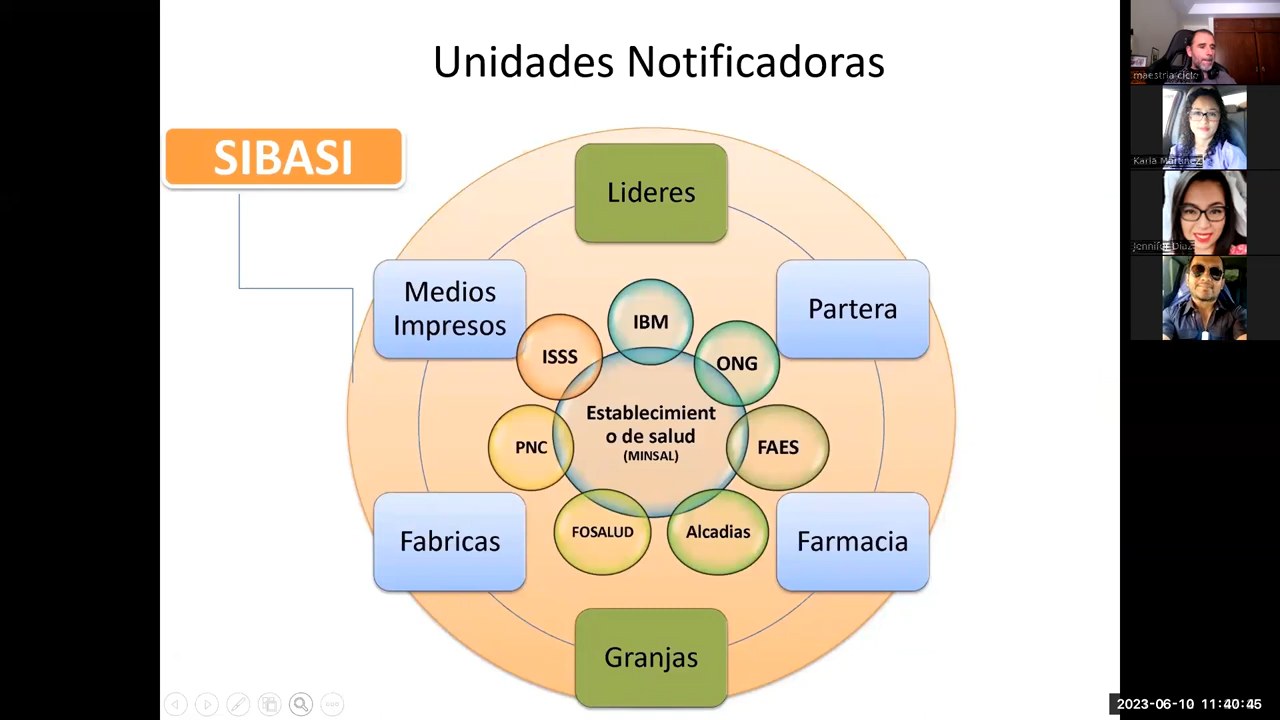 Unidades Notificadoras
SIBASI
Lideres
Medios
Impresos
Partera
IBM
ISSS
ONG
Establecimient
o de salud
(MINSAL)
PNC
FAES
FOSALUD
Alcadias
Fabricas
Farmacia
Granjas
maestria ciclo
Karla Martinez
Jennifer Diaz
2023-06-10 11:40:45